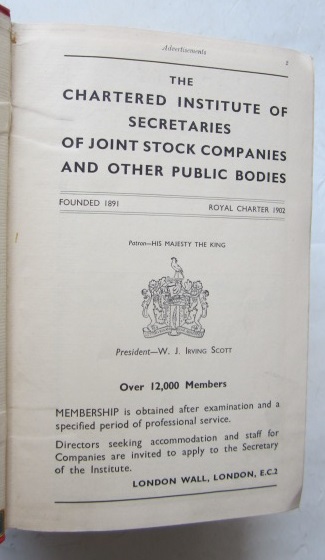 Advertisements
5
THE
CHARTERED INSTITUTE OF
SECRETARIES
OF JOINT STOCK COMPANIES
AND OTHER PUBLIC BODIES
FOUNDED 1891 ROYAL CHARTER 1902
Patron—HIS MAJESTY THE KING
President—W. J. IRVING SCOTT
Over 12,000 Members
MEMBERSHIP is obtained after examination and a
specified period of professional service.
Directors seeking accommodation and staff for
Companies are invited to apply to the Secretary
of the Institute.
LONDON WALL, LONDON, E.C.2